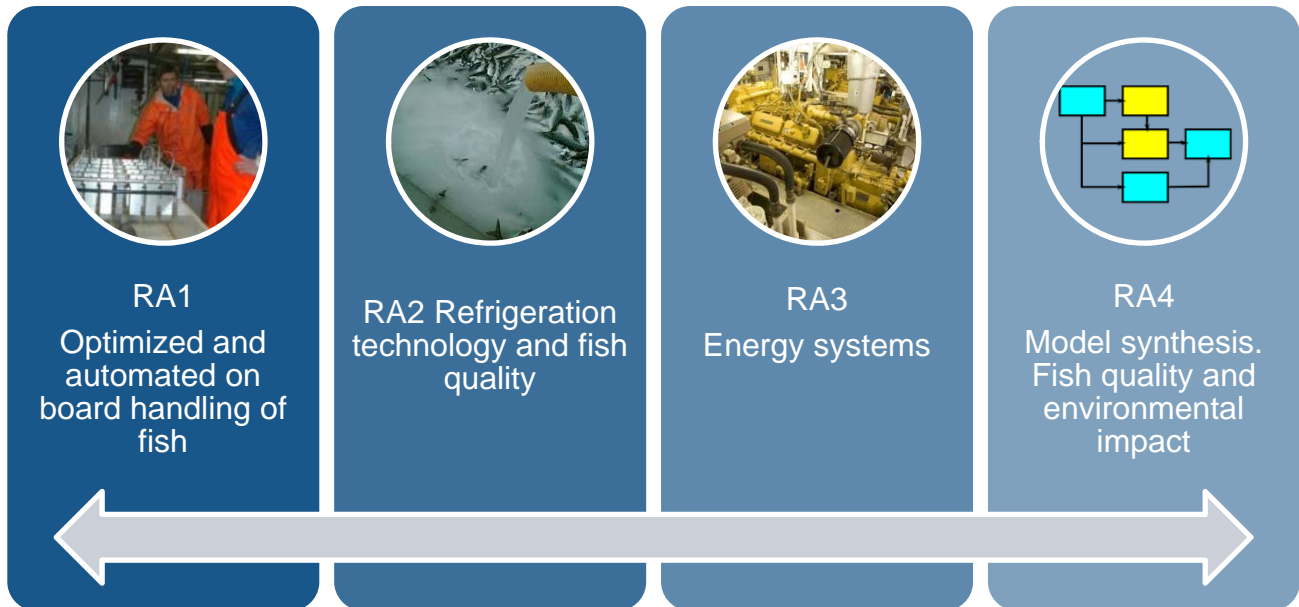 RA1
Optimized and
automated on
board handling of
fish
RA2 Refrigeration
technology and fish
quality
RA3
Energy systems
RA4
Model synthesis.
Fish quality and
environmental
impact